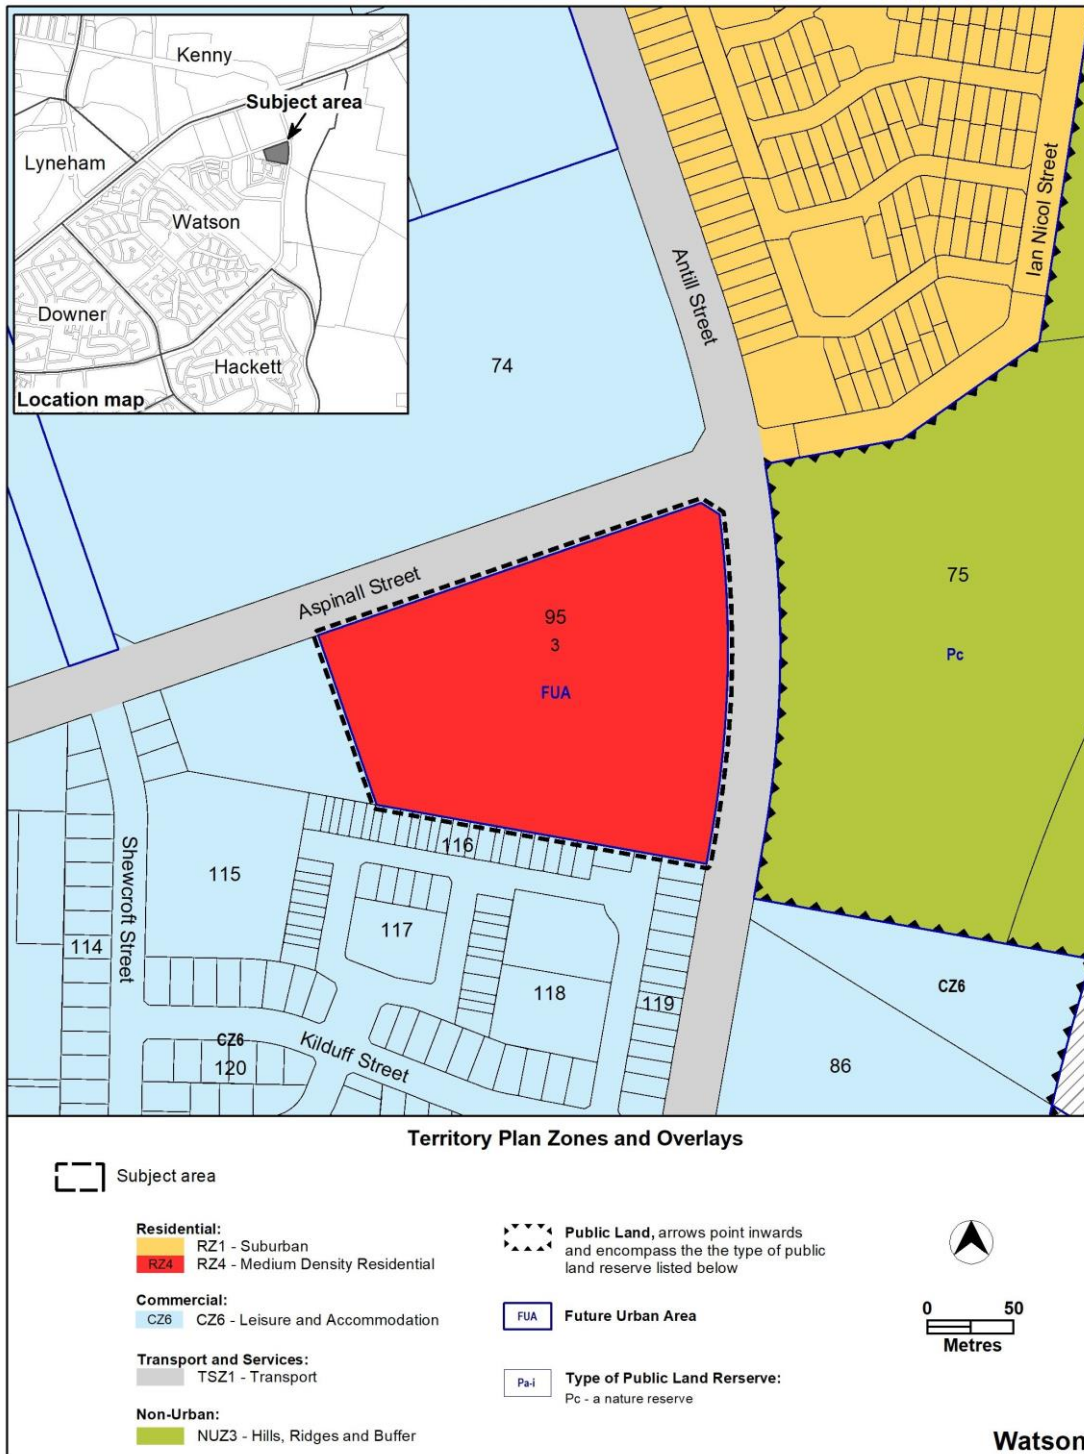 Kenny
Subject area
Lyneham
Watson
Downer
Hackett
Location map
74
Antill Street
Ian Nicol Street
Aspinall Street
95
3
FUA
75
Pc
Shewcroft Street
114
115
116
117
118
119
CZ6
120
Kilduff Street
CZ6
86
Territory Plan Zones and Overlays
Subject area
Residential:
RZ1 - Suburban
RZ4 RZ4 - Medium Density Residential
Commercial:
CZ6 CZ6 - Leisure and Accommodation
Transport and Services:
TSZ1 - Transport
Non-Urban:
NUZ3 - Hills, Ridges and Buffer
Public Land, arrows point inwards
and encompass the the type of public
land reserve listed below
FUA Future Urban Area
Pa-i Type of Public Land Rerserve:
Pc - a nature reserve
0 50
Metres
Watson